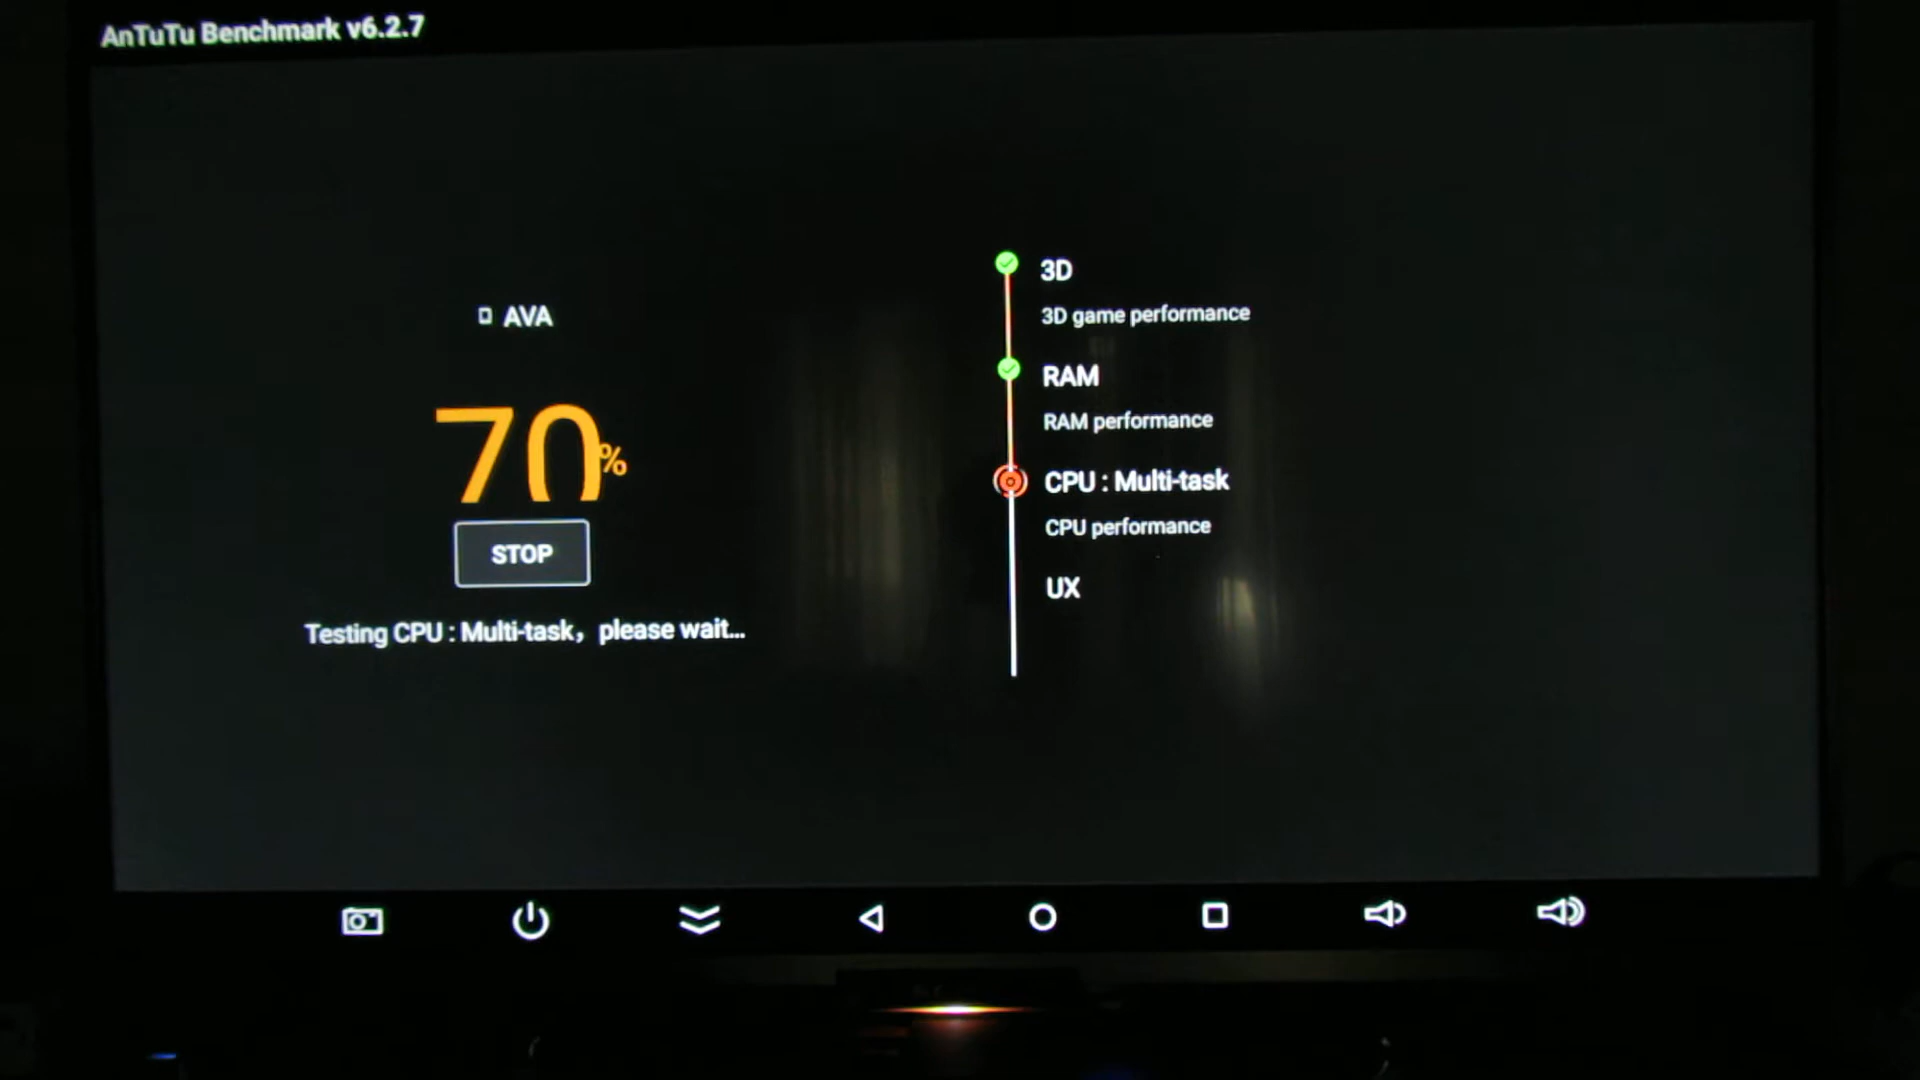 AnTuTu Benchmark v6.2.7
AVA
70%
STOP
Testing CPU : Multi-task，please wait...
3D
3D game performance
RAM
RAM performance
CPU : Multi-task
CPU performance
UX